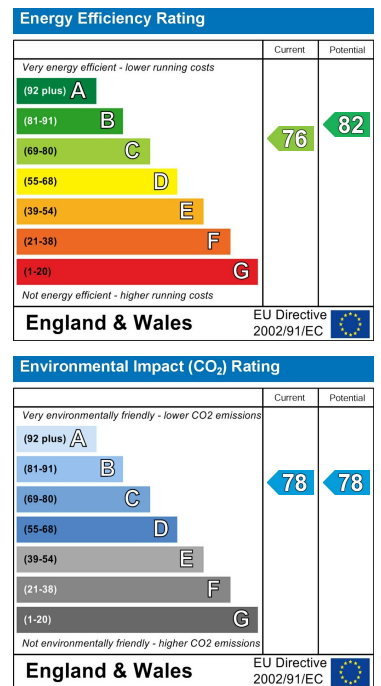 Energy Efficiency Rating
Current Potential
Very energy efficient - lower running costs
(92 plus) A
(81-91) B
(69-80) C
(55-68) D
(39-54) E
(21-38) F
(1-20) G
76 82
Not energy efficient - higher running costs
England & Wales
EU Directive
2002/91/EC
Environmental Impact (CO₂) Rating
Current Potential
Very environmentally friendly - lower CO2 emissions
(92 plus) A
(81-91) B
(69-80) C
(55-68) D
(39-54) E
(21-38) F
(1-20) G
78 78
Not environmentally friendly - higher CO2 emissions
England & Wales
EU Directive
2002/91/EC